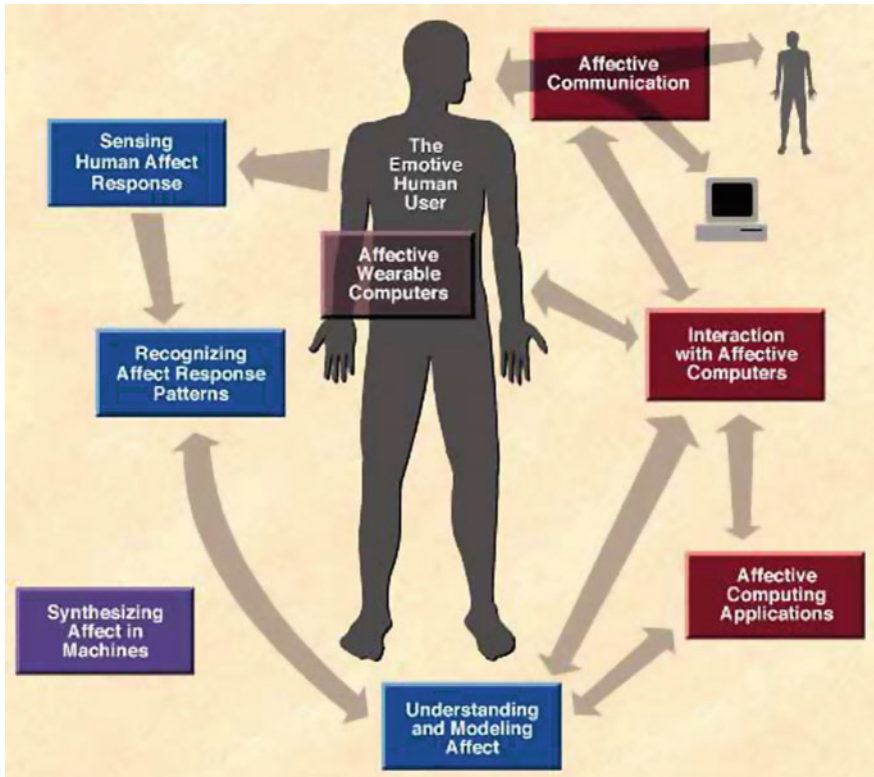 Affective
Communication
Sensing
Human Affect
Response
The
Emotive
Human
User
Affective
Wearable
Computers
Recognizing
Affect Response
Patterns
Interaction
with Affective
Computers
Affective
Computing
Applications
Synthesizing
Affect in
Machines
Understanding
and Modeling
Affect